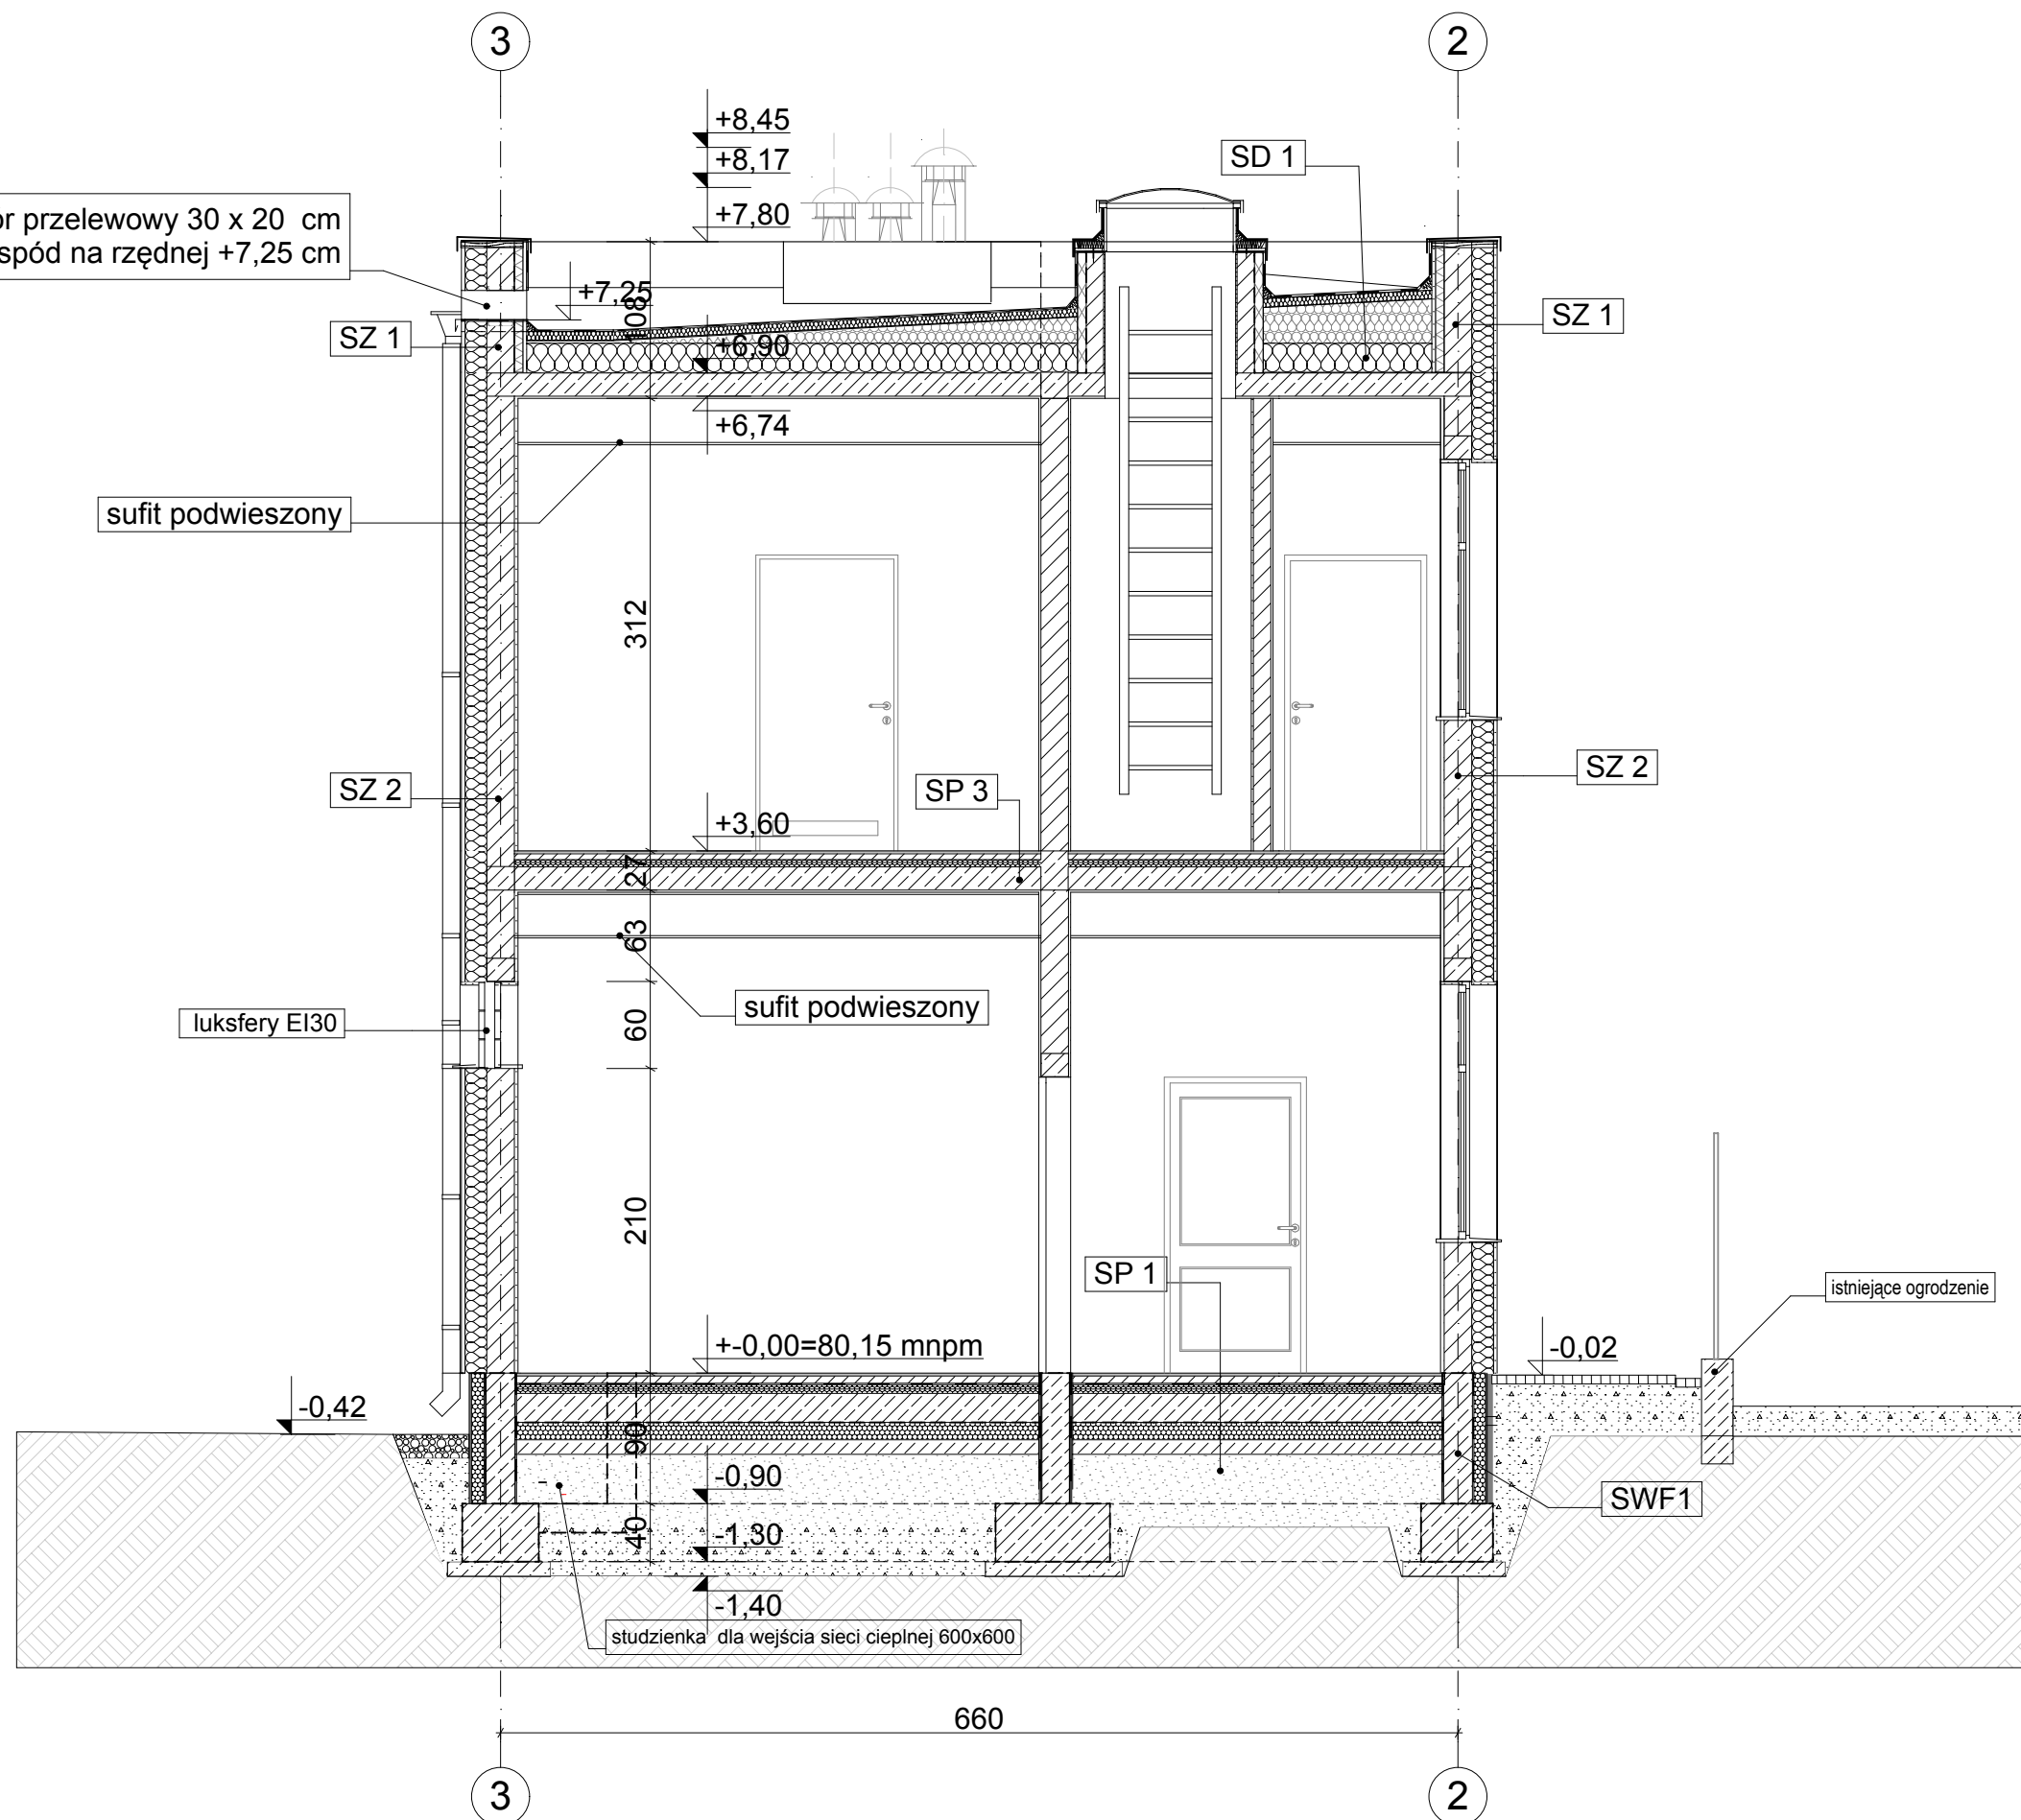 3
2
+8,45
+8,17
+7,80
SD 1
przelewowy 30 x 20 cm
spód na rzędnej +7,25 cm
+7,25
108
SZ 1
SZ 1
+6,90
+6,74
sufit podwieszony
312
SZ 2
SP 3
SZ 2
+3,60
27
63
sufit podwieszony
luksfery EI30
60
210
SP 1
istniejące ogrodzenie
+-0,00=80,15 mnpm
-0,02
-0,42
90
-0,90
SWF1
40
-1,30
-1,40
studzienka dla wejścia sieci cieplnej 600x600
660
3
2